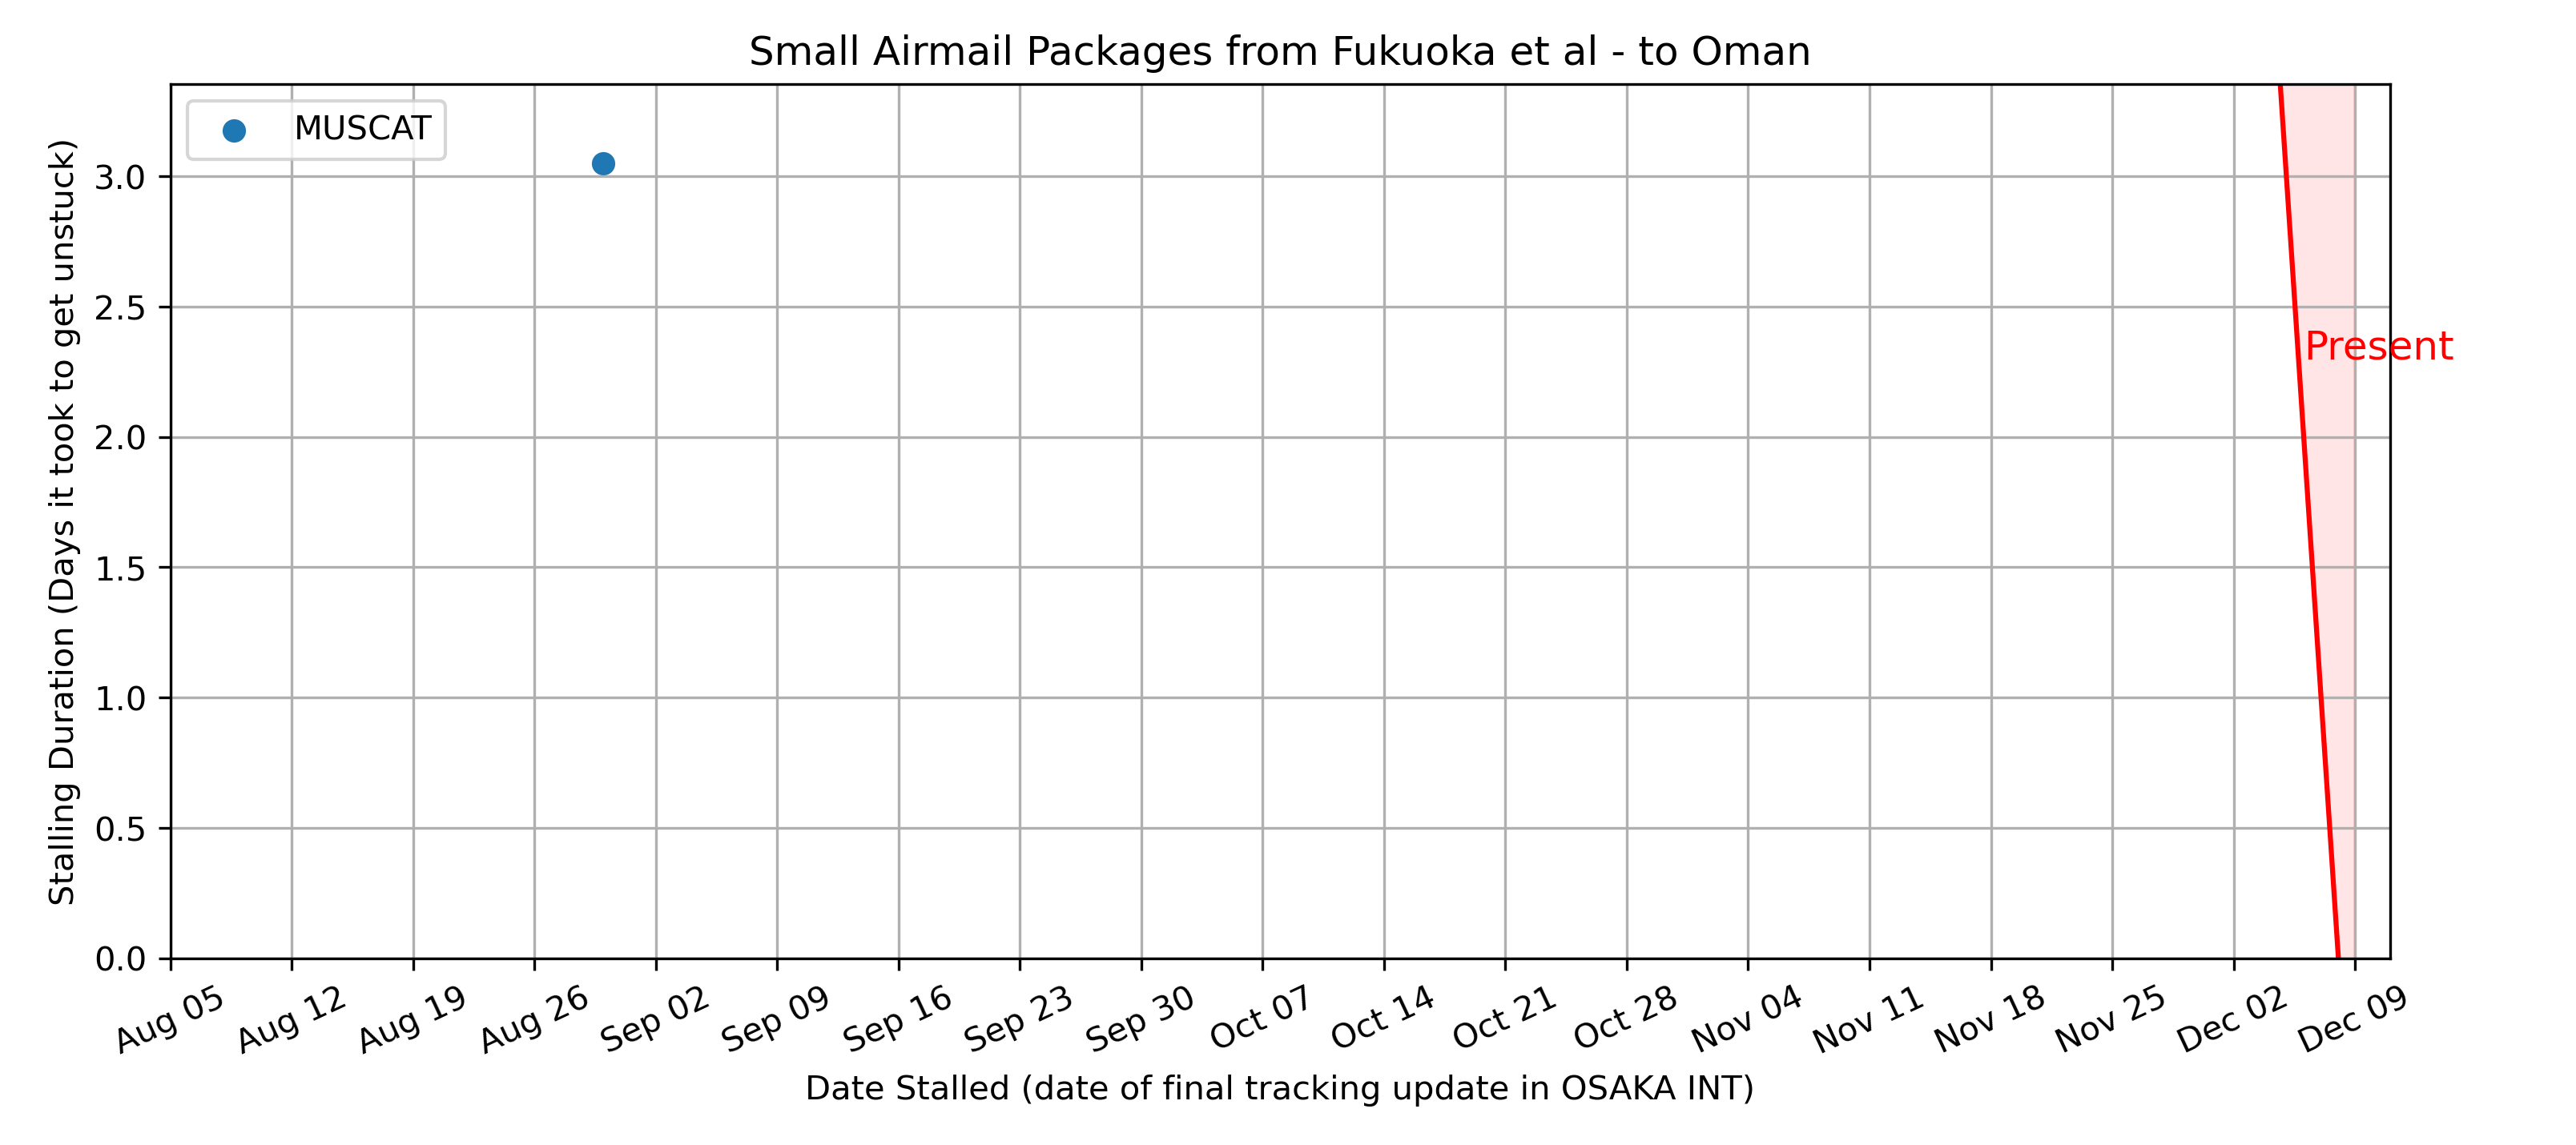 Small Airmail Packages from Fukuoka et al - to Oman
MUSCAT
Stalling Duration (Days it took to get unstuck)
3.0
2.5
2.0
1.5
1.0
0.5
0.0
Present
Aug 05
Aug 12
Aug 19
Aug 26
Sep 02
Sep 09
Sep 16
Sep 23
Sep 30
Oct 07
Oct 14
Oct 21
Oct 28
Nov 04
Nov 11
Nov 18
Nov 25
Dec 02
Dec 09
Date Stalled (date of final tracking update in OSAKA INT)